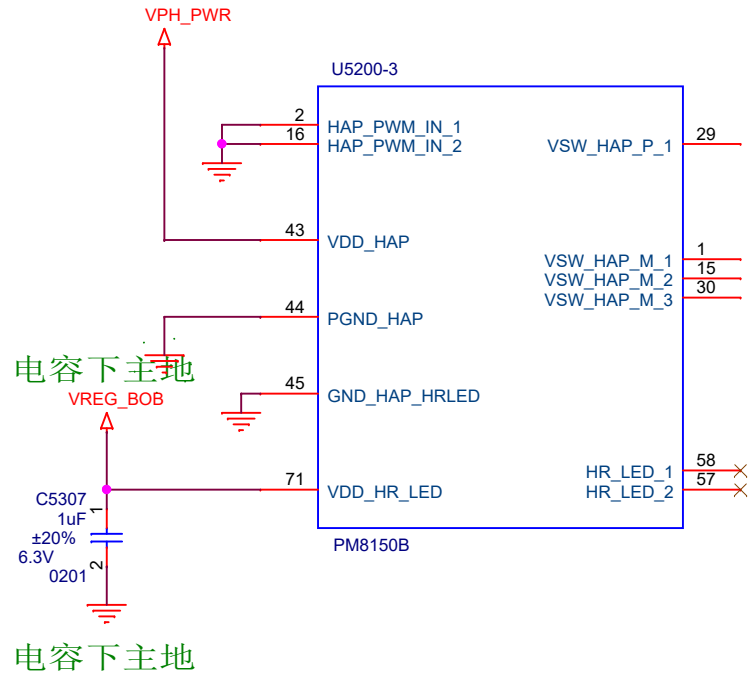 VPH_PWR
U5200-3
2
HAP_PWM_IN_1
16
HAP_PWM_IN_2
VSW_HAP_P_1
29
43
VDD_HAP
VSW_HAP_M_1
1
VSW_HAP_M_2
15
VSW_HAP_M_3
30
44
PGND_HAP
电容下主地
45
GND_HAP_HRLED
VREG_BOB
71
VDD_HR_LED
HR_LED_1
58
HR_LED_2
57
C5307
1
1uF
±20%
6.3V
2
0201
PM8150B
电容下主地